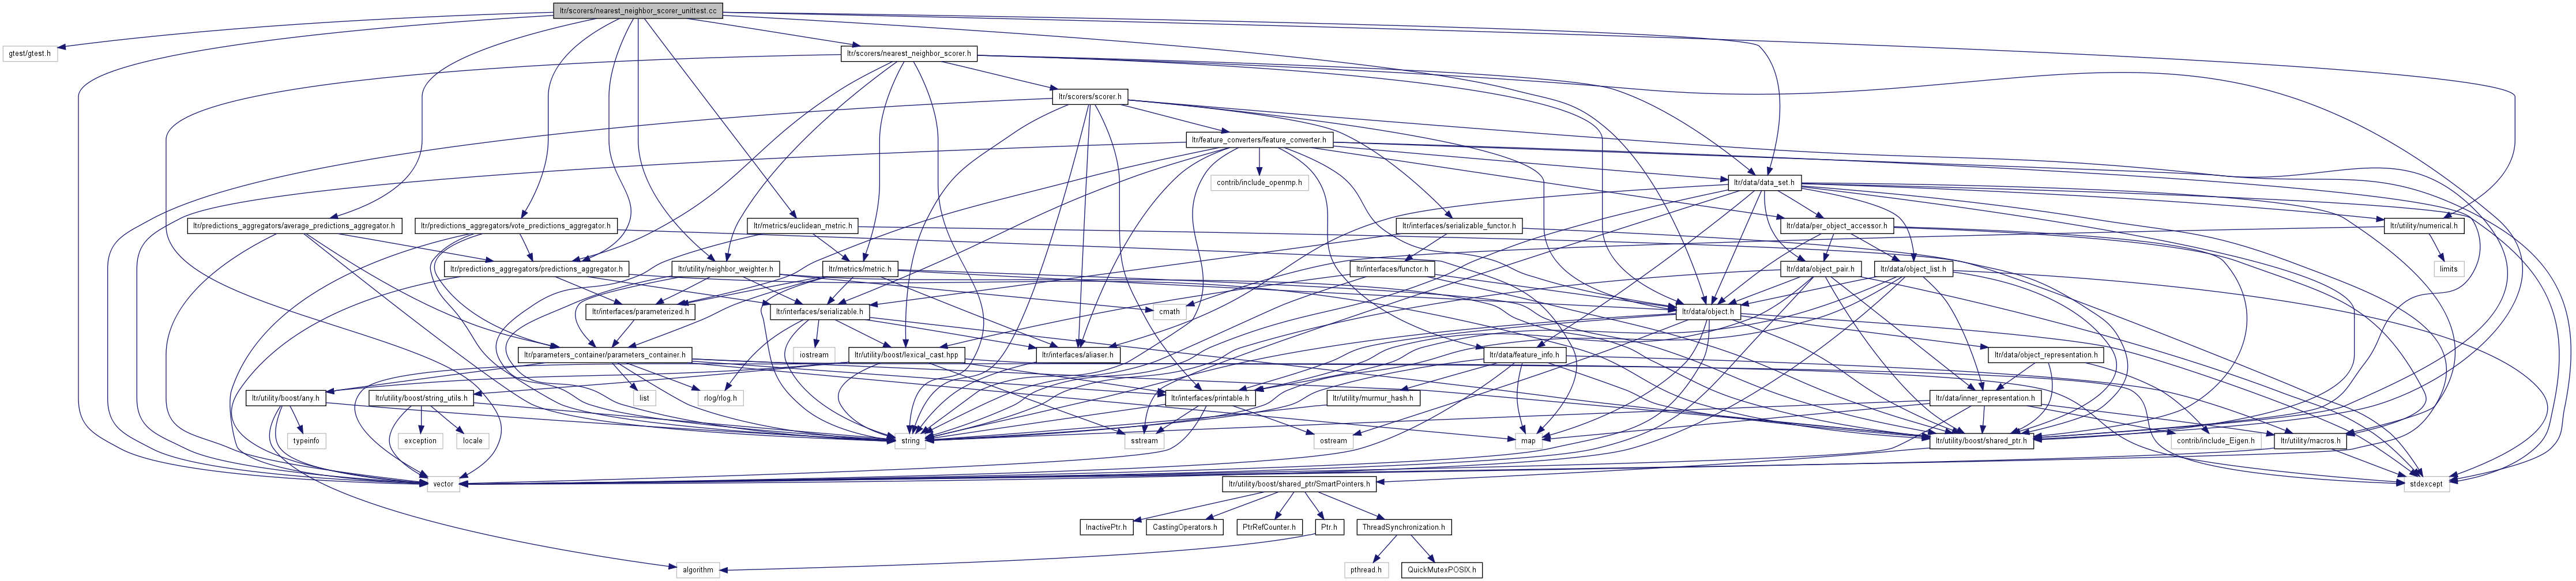 ltr/scorers/nearest_neighbor_scorer_unittest.cc
gtest/gtest.h
ltr/scorers/nearest_neighbor_scorer.h
ltr/scorers/scorer.h
ltr/feature_converters/feature_converter.h
contrib/include_openmp.h
ltr/data/data_set.h
ltr/predictions_aggregators/average_predictions_aggregator.h
ltr/predictions_aggregators/vote_predictions_aggregator.h
ltr/metrics/euclidean_metric.h
ltr/interfaces/serializable_functor.h
ltr/data/per_object_accessor.h
ltr/utility/numerical.h
ltr/predictions_aggregators/predictions_aggregator.h
ltr/utility/neighbor_weighter.h
ltr/metrics/metric.h
ltr/interfaces/functor.h
ltr/data/object_pair.h
ltr/data/object_list.h
limits
ltr/interfaces/parameterized.h
ltr/interfaces/serializable.h
cmath
ltr/data/object.h
ltr/parameters_container/parameters_container.h
iostream
ltr/utility/boost/lexical_cast.hpp
ltr/interfaces/aliaser.h
ltr/data/feature_info.h
ltr/data/object_representation.h
ltr/utility/boost/any.h
ltr/utility/boost/string_utils.h
list
rlog/rlog.h
ltr/interfaces/printable.h
ltr/utility/murmur_hash.h
ltr/data/inner_representation.h
typeinfo
exception
locale
string
sstream
ostream
map
ltr/utility/boost/shared_ptr.h
contrib/include_Eigen.h
ltr/utility/macros.h
vector
ltr/utility/boost/shared_ptr/SmartPointers.h
stdexcept
InactivePtr.h
CastingOperators.h
PtrRefCounter.h
Ptr.h
ThreadSynchronization.h
algorithm
pthread.h
QuickMutexPOSIX.h